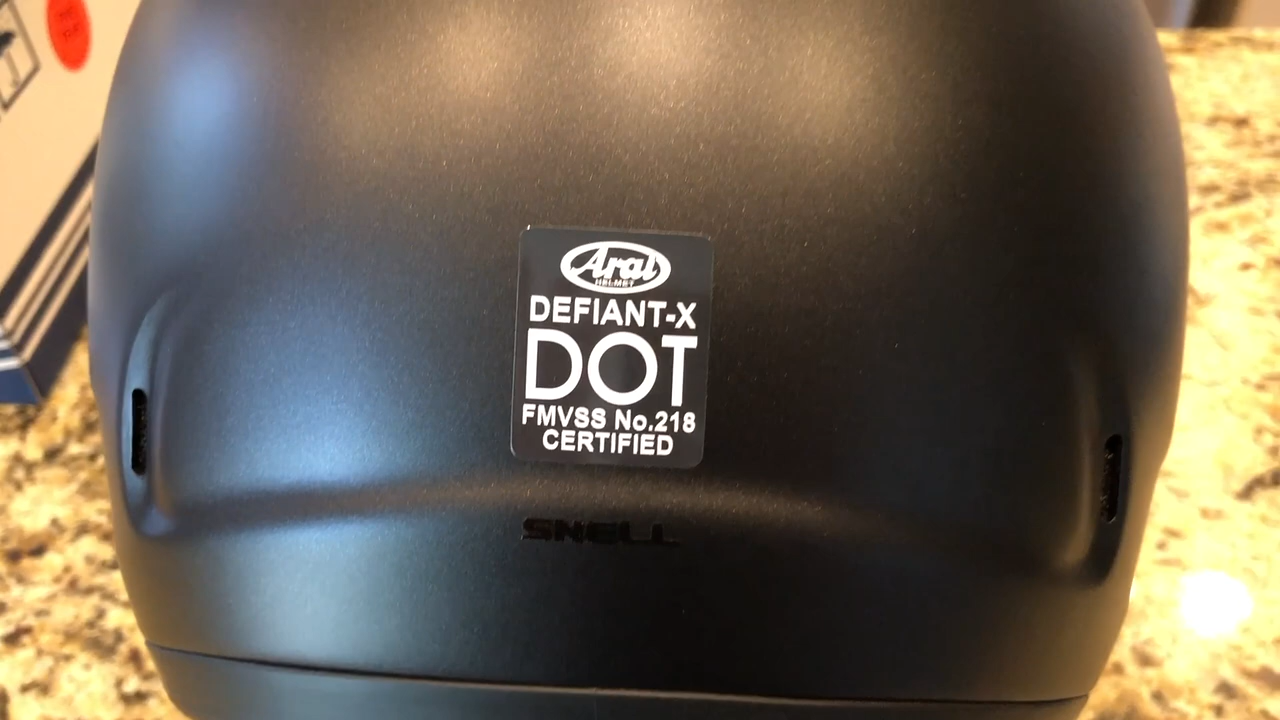 Arai
HELMET
DEFIANT-X
DOT
FMVSS No.218
CERTIFIED
SNELL